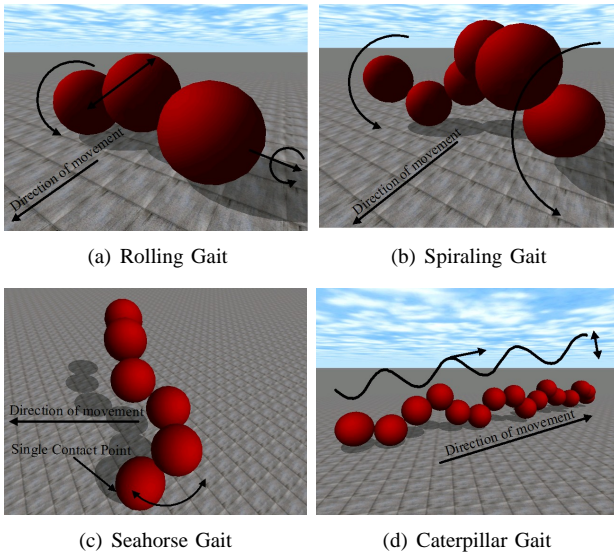 Direction of movement
(a) Rolling Gait
Direction of movement
(b) Spiraling Gait
Direction of movement
Single Contact Point
(c) Seahorse Gait
Direction of movement
(d) Caterpillar Gait